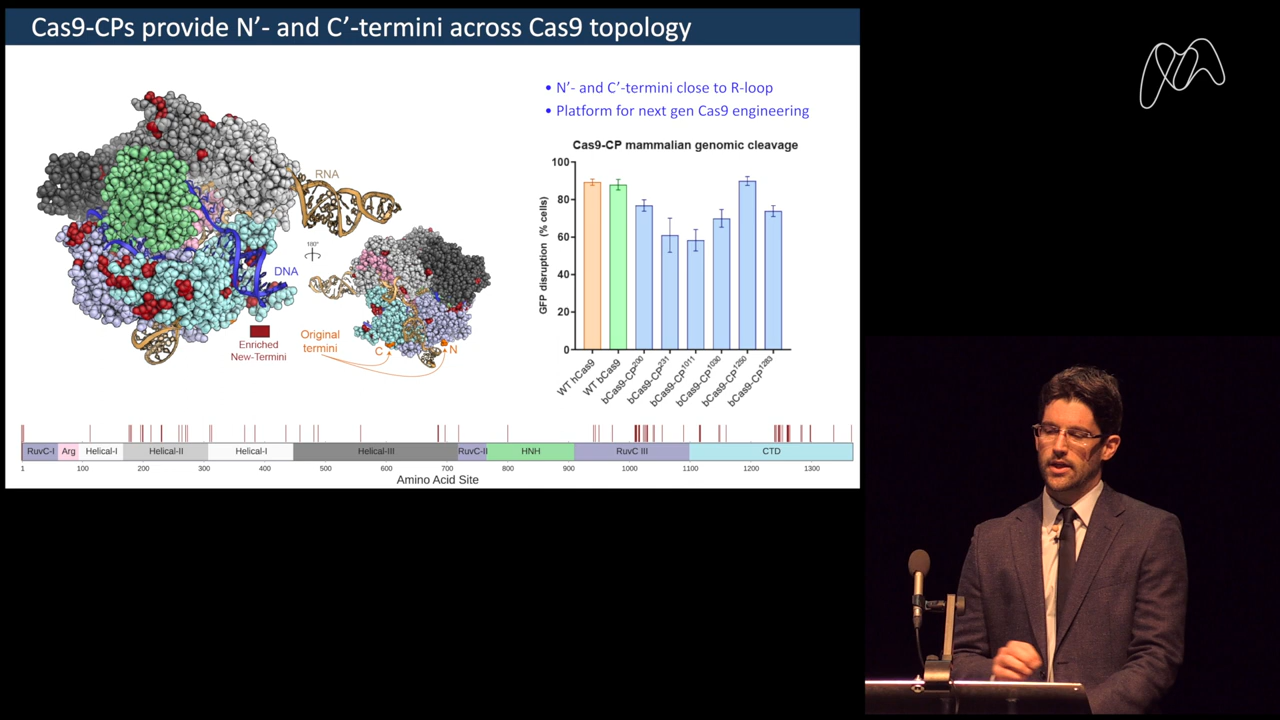 Cas9-CPs provide N’- and C’-termini across Cas9 topology
• N’- and C’-termini close to R-loop
• Platform for next gen Cas9 engineering
RNA
180°
DNA
Enriched
New-Termini
Original
termini
C
N
Cas9-CP mammalian genomic cleavage
GFP disruption (% cells)
100
80
60
40
20
0
WT hCas9
WT bCas9
bCas9-CP²⁰⁰
bCas9-CP²³¹
bCas9-CP¹⁰¹¹
bCas9-CP¹⁰³⁰
bCas9-CP¹²⁵⁰
bCas9-CP¹²⁸³
RuvC-I Arg Helical-I Helical-II Helical-I Helical-III RuvC-II HNH RuvC III CTD
1 100 200 300 400 500 600 700 800 900 1000 1100 1200 1300
Amino Acid Site